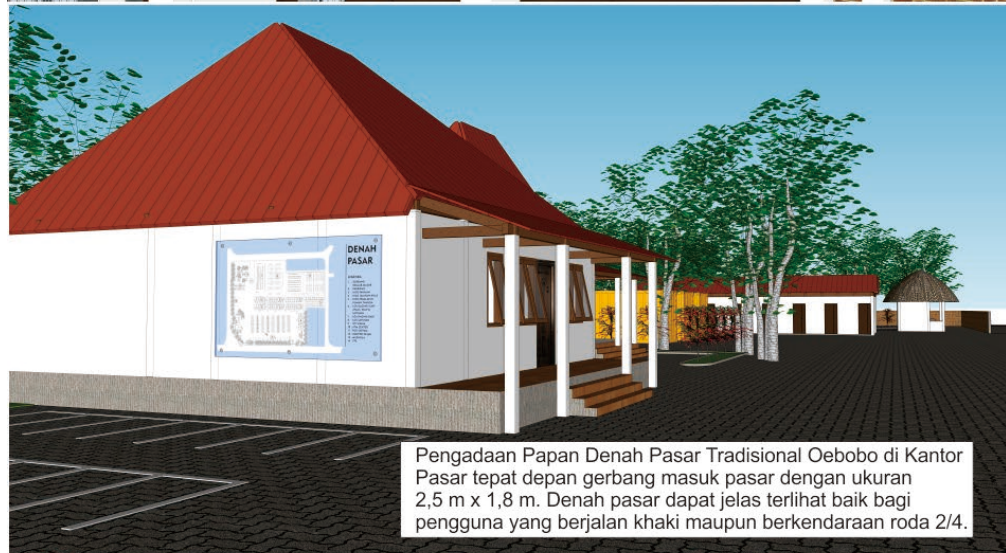 DENAH
PASAR
Pengadaan Papan Denah Pasar Tradisional Oebobo di Kantor
Pasar tepat depan gerbang masuk pasar dengan ukuran
2,5 m x 1,8 m. Denah pasar dapat jelas terlihat baik bagi
pengguna yang berjalan khaki maupun berkendaraan roda 2/4.